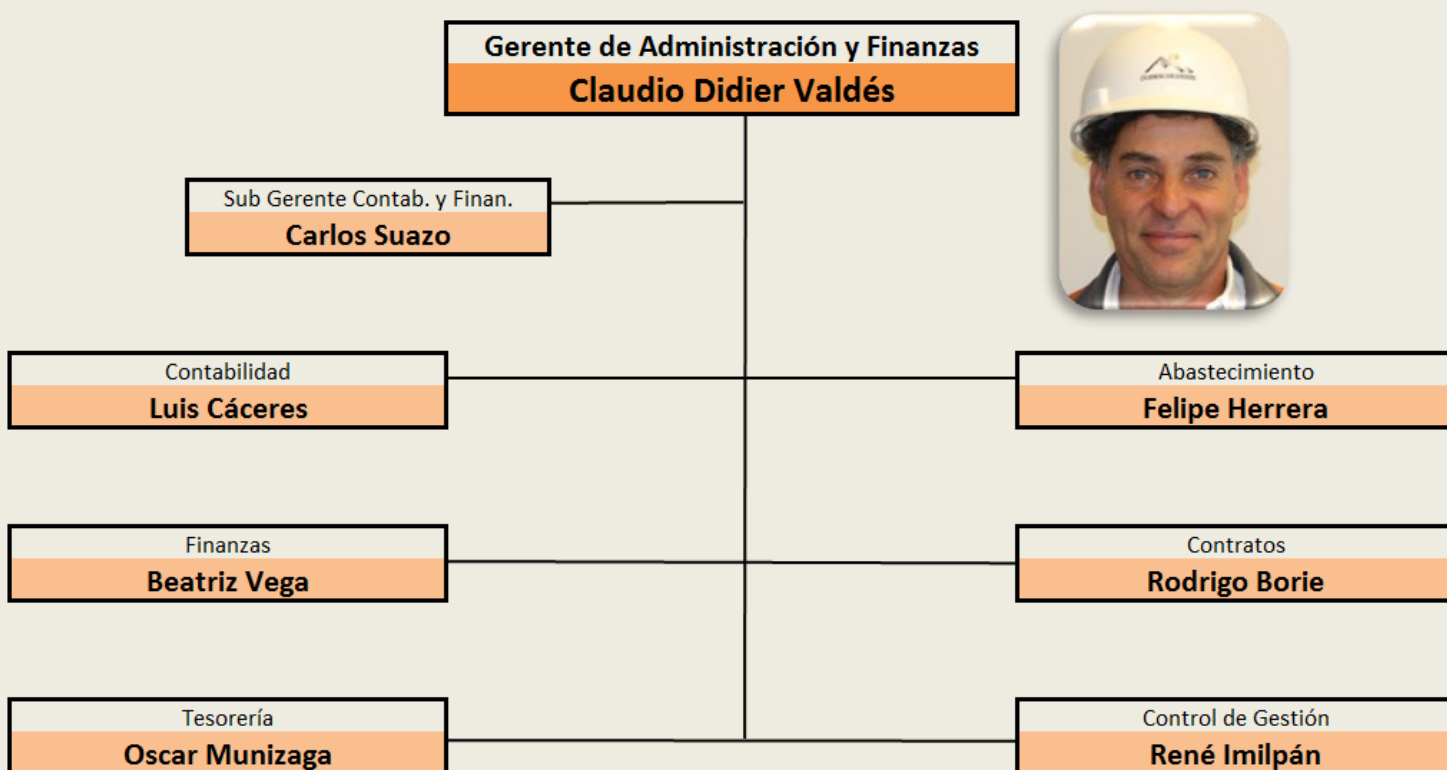 Gerente de Administración y Finanzas
Claudio Didier Valdés
Sub Gerente Contab. y Finan.
Carlos Suazo
Contabilidad
Luis Cáceres
Abastecimiento
Felipe Herrera
Finanzas
Beatriz Vega
Contratos
Rodrigo Borie
Tesorería
Oscar Munizaga
Control de Gestión
René Imilpán